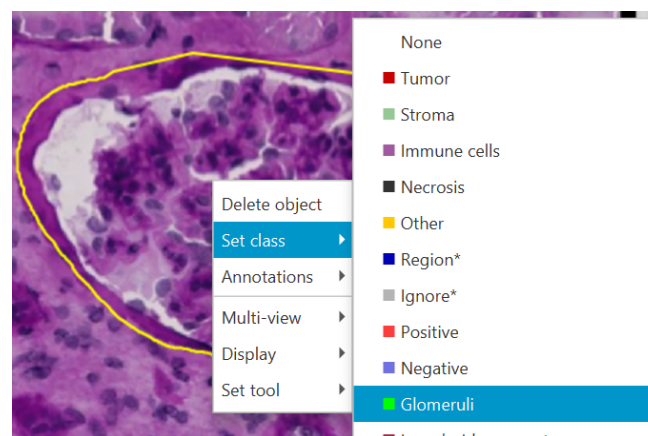 Delete object
Set class
Annotations
Multi-view
Display
Set tool
None
Tumor
Stroma
Immune cells
Necrosis
Other
Region*
Ignore*
Positive
Negative
Glomeruli